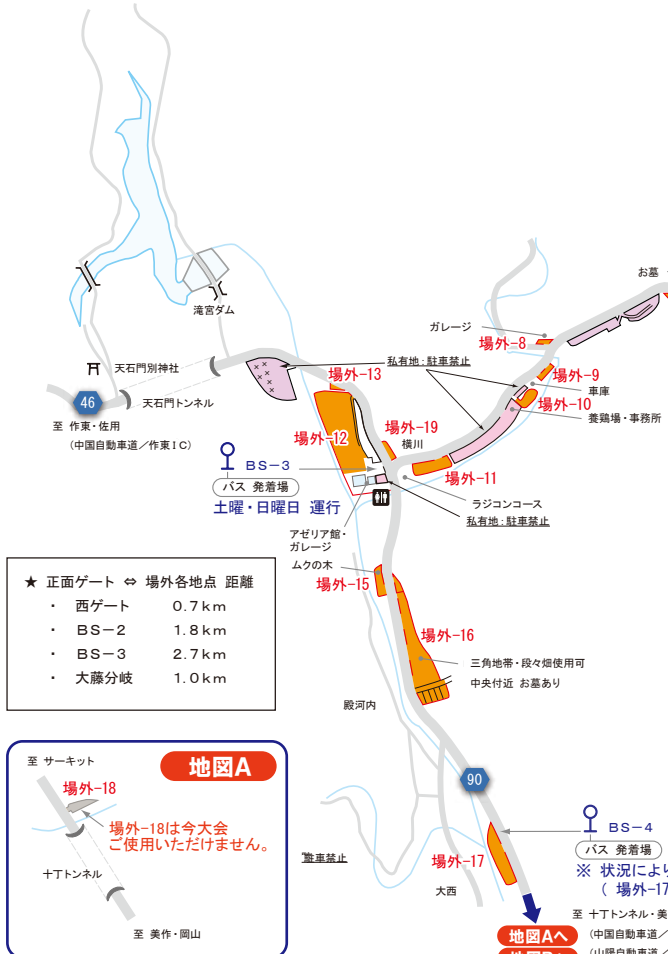 お墓
滝宮ダム
ガレージ
場外-8
私有地：駐車禁止
天石門別神社
場外-13
場外-9
車庫
46
天石門トンネル
場外-10
養鶏場・事務所
至 作東・佐用
（中国自動車道／作東ＩＣ）
場外-12
場外-19
横川
BS-3
バス 発着場
土曜・日曜日 運行
場外-11
ラジコンコース
私有地：駐車禁止
アゼリア館・
ガレージ
ムクの木
場外-15
★ 正面ゲート ⇔ 場外各地点 距離
・ 西ゲート 0.7km
・ BS-2 1.8km
・ BS-3 2.7km
・ 大藤分岐 1.0km
場外-16
三角地帯・段々畑使用可
中央付近 お墓あり
殿河内
90
地図A
至 サーキット
場外-18
場外-18は今大会
ご使用いただけません。
十丁トンネル
至 美作・岡山
駐車禁止
場外-17
大西
BS-4
バス 発着場
※ 状況により
（ 場外-17
至 十丁トンネル・美
地図Aへ
（中国自動車道／
（山陽自動車道／